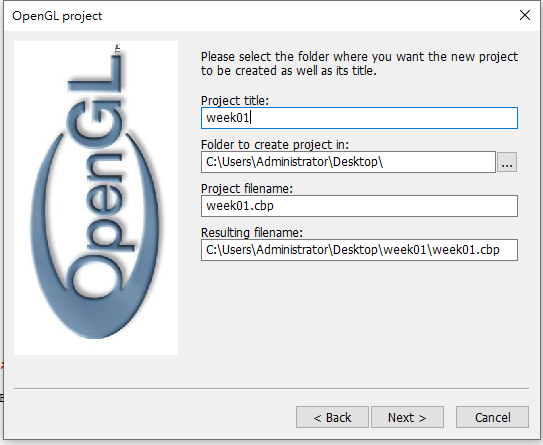 OpenGL project
OpenGL™
Please select the folder where you want the new project
to be created as well as its title.
Project title:
week01
Folder to create project in:
C:\Users\Administrator\Desktop\
...
Project filename:
week01.cbp
Resulting filename:
C:\Users\Administrator\Desktop\week01\week01.cbp
< Back
Next >
Cancel